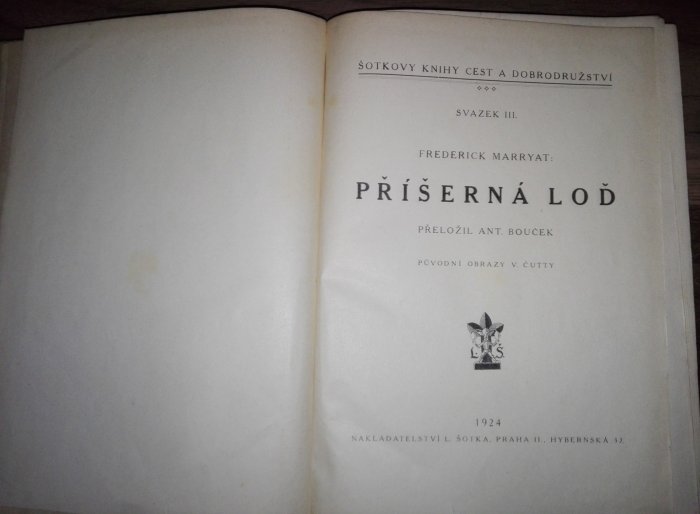 ŠOTKOVY KNIHY CEST A DOBRODRUŽSTVÍ
SVAZEK III.
FREDERICK MARRYAT:
PŘÍŠERNÁ LOĎ
PŘELOŽIL ANT. BOUČEK
PŮVODNÍ OBRAZY V. ČUTTY
L. Š.
1924
NAKLADATELSTVÍ L. ŠOTKA, PRAHA II., HYBERNSKÁ 32.